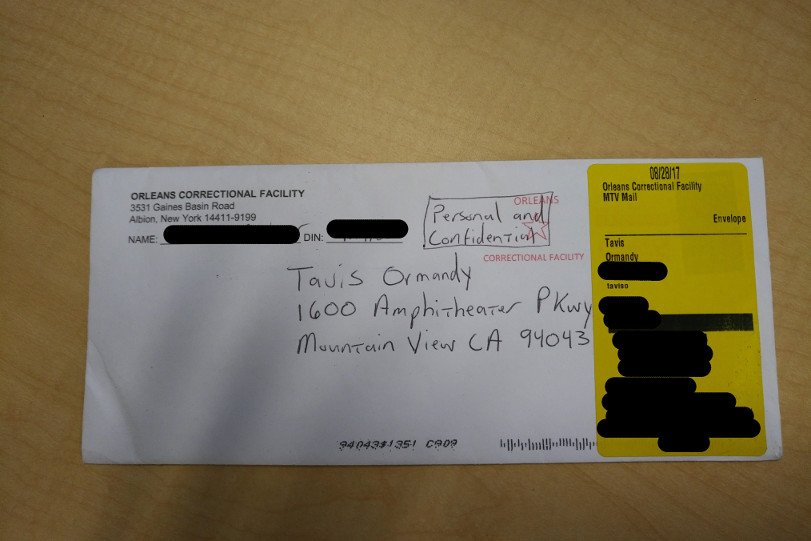 ORLEANS CORRECTIONAL FACILITY
3531 Gaines Basin Road
Albion, New York 14411-9199
NAME: DIN:
ORLEANS
Personal and
Confidential
CORRECTIONAL FACILITY
Tavis Ormandy
1600 Amphitheater PKwy
Mountain View CA 94043
94043$1351 C909
08/28/17
Orleans Correctional Facility
MTV Mail
Envelope
Tavis
Ormandy
taviso